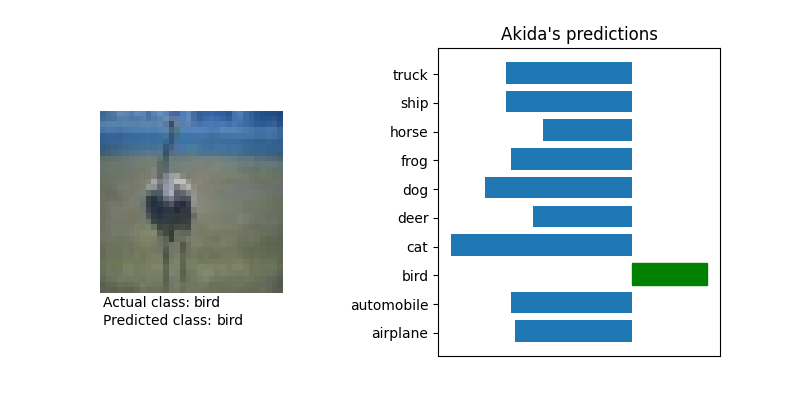 Akida's predictions
truck
ship
horse
frog
dog
deer
cat
bird
automobile
airplane
Actual class: bird
Predicted class: bird